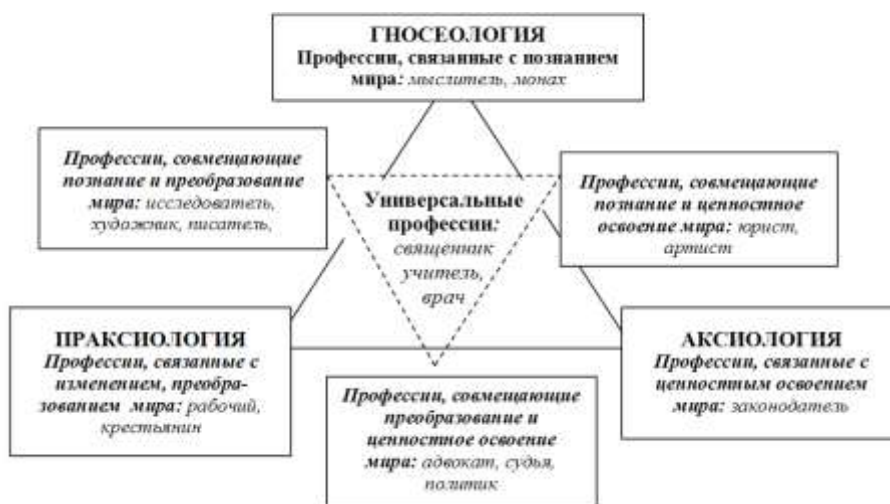 ГНОСЕОЛОГИЯ
Профессии, связанные с познанием
мира: мыслитель, монах
Профессии, совмещающие
познание и преобразование
мира: исследователь,
художник, писатель,
Универсальные
профессии:
священник
учитель,
врач
Профессии, совмещающие
познание и ценностное
освоение мира: юрист,
артист
ПРАКСИОЛОГИЯ
Профессии, связанные с
изменением, преобра-
зованием мира: рабочий,
крестьянин
Профессии, совмещающие
преобразование и
ценностное освоение
мира: адвокат, судья,
политик
АКСИОЛОГИЯ
Профессии, связанные с
ценностным освоением
мира: законодатель